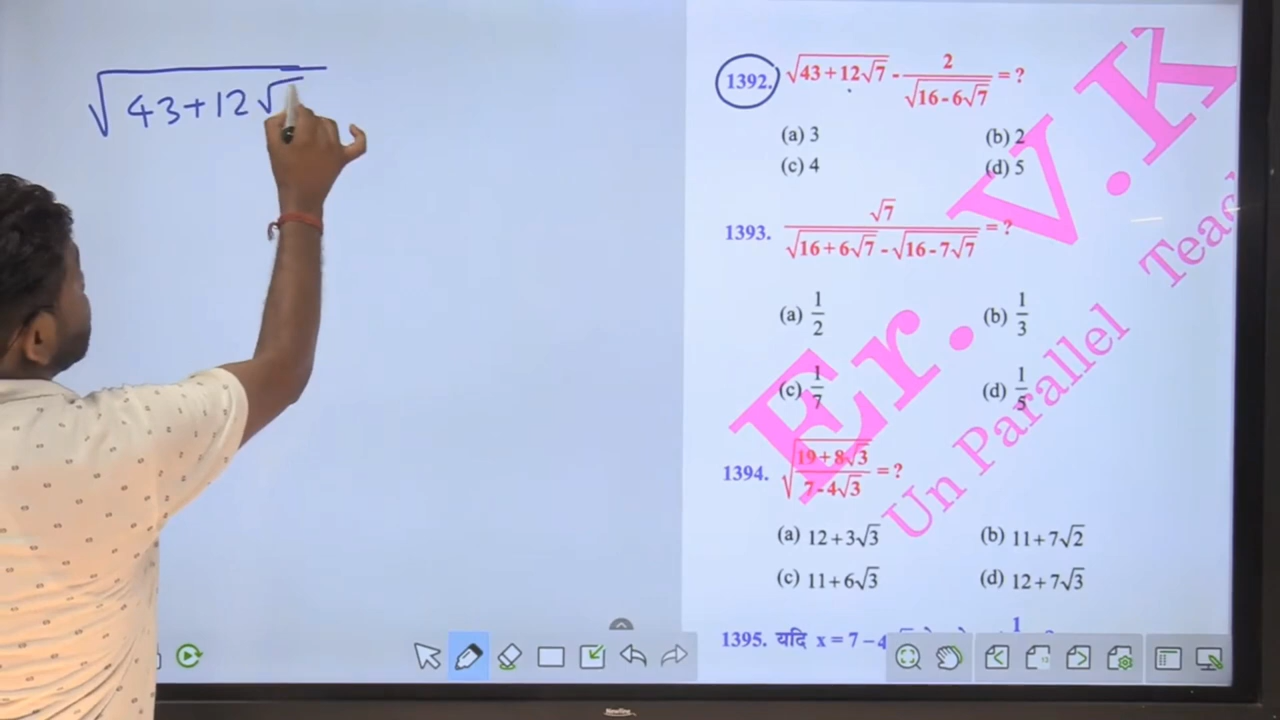 √43+12√
1392. √43+12√7 - 2/√16-6√7 = ?
(a) 3 (b) 2
(c) 4 (d) 5
1393. √7/(√16+6√7 - √16-7√7) = ?
(a) 1/2 (b) 1/3
(c) 1/7 (d) 1/5
1394. √(19+8√3/7-4√3) = ?
(a) 12+3√3 (b) 11+7√2
(c) 11+6√3 (d) 12+7√3
1395. यदि x = 7-4
Er. V.K
Un Parallel Teac